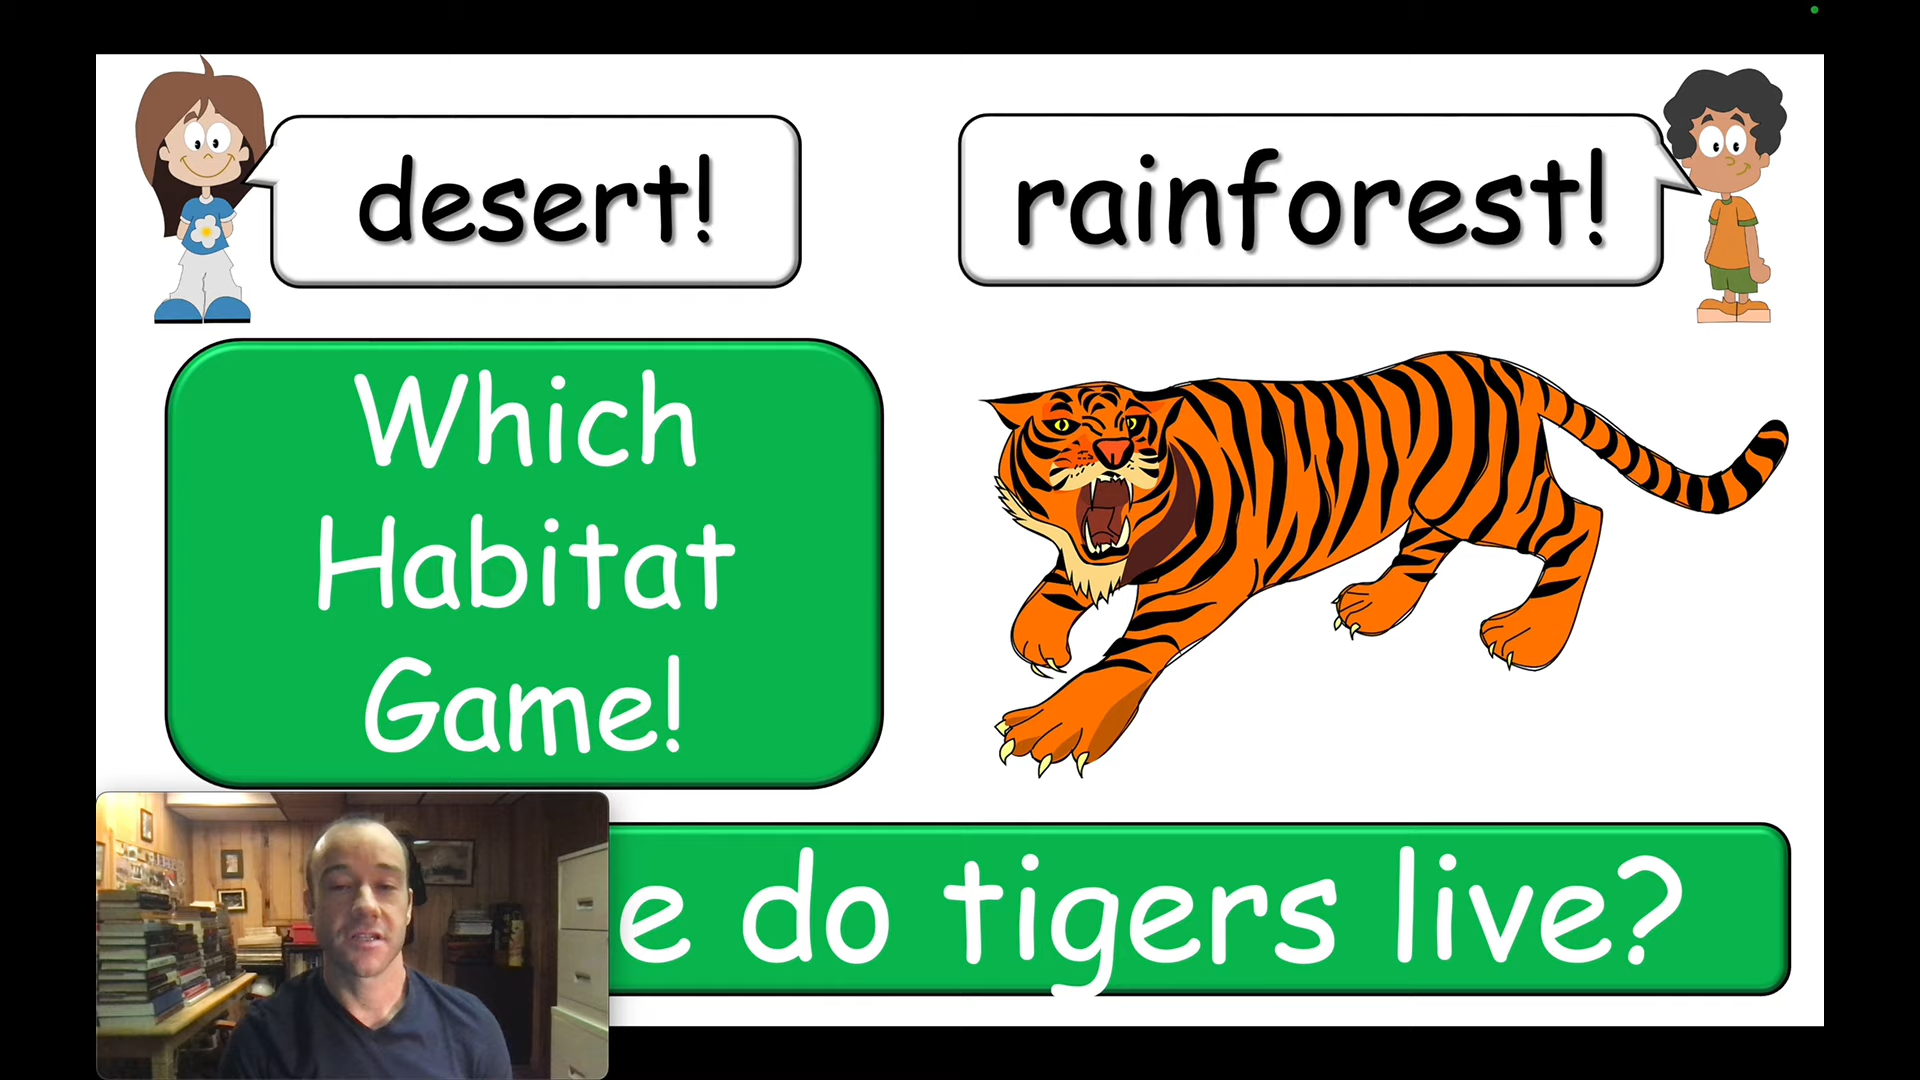 desert!
rainforest!
Which
Habitat
Game!
e do tigers live?